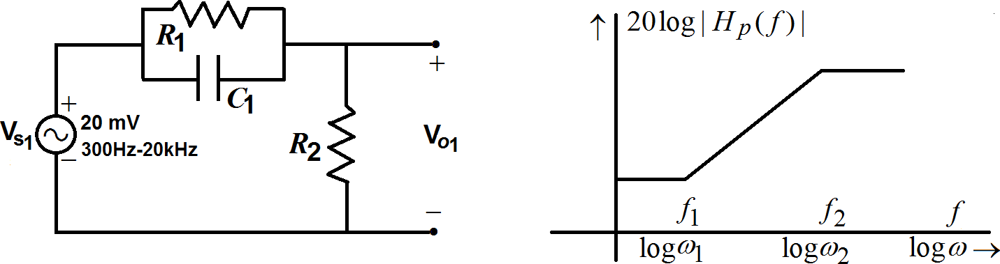 R1
C1
+
20 mV
Vs1
300Hz-20kHz
−
R2
+
Vo1
−
↑ 20log|Hp(f)|
f1 f2 f
logω1 logω2 logω →